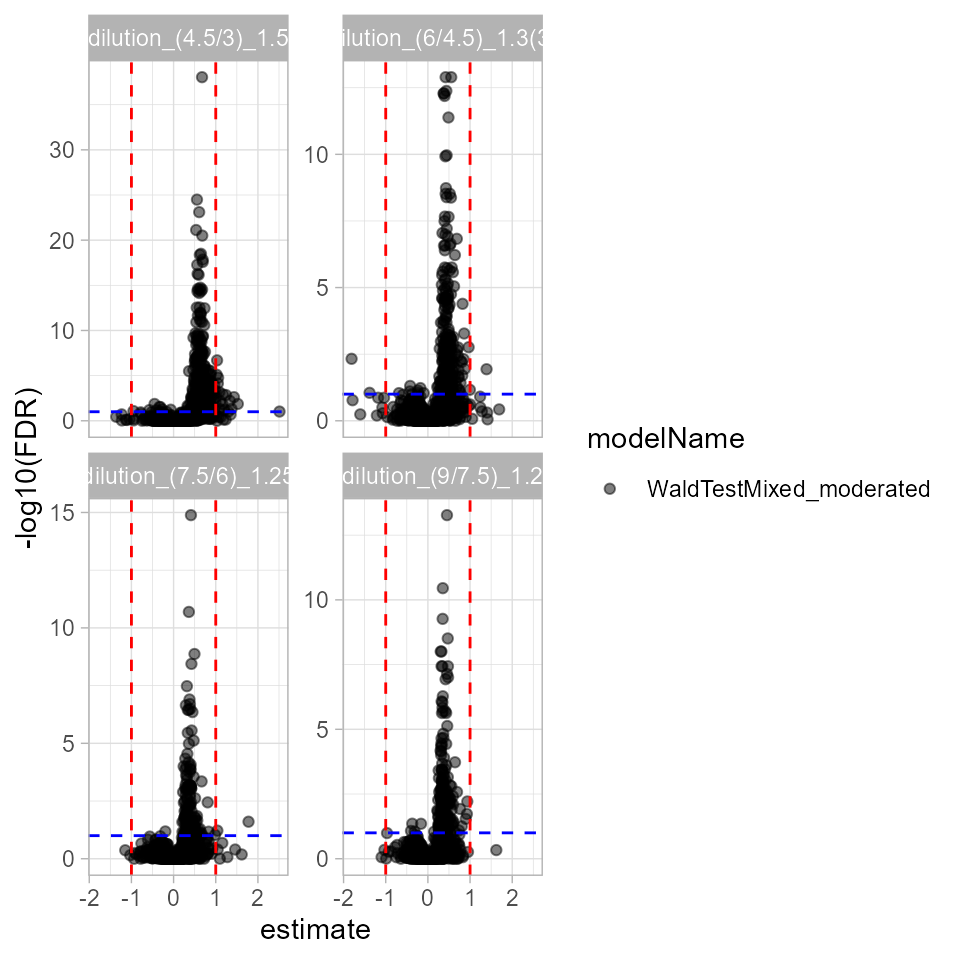 dilution_(4.5/3)_1.5
ilution_(6/4.5)_1.3(3
30
20
10
0
10
5
0
-log10(FDR)
dilution_(7.5/6)_1.25
dilution_(9/7.5)_1.2
15
10
5
0
10
5
0
-2 -1 0 1 2
-2 -1 0 1 2
estimate
modelName
WaldTestMixed_moderated